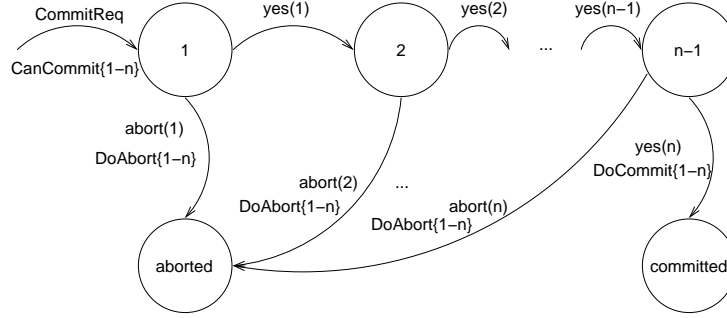 CommitReq
CanCommit{1−n}
1
yes(1)
2
yes(2)
...
yes(n−1)
n−1
abort(1)
DoAbort{1−n}
abort(2)
DoAbort{1−n}
...
abort(n)
DoAbort{1−n}
yes(n)
DoCommit{1−n}
aborted
committed